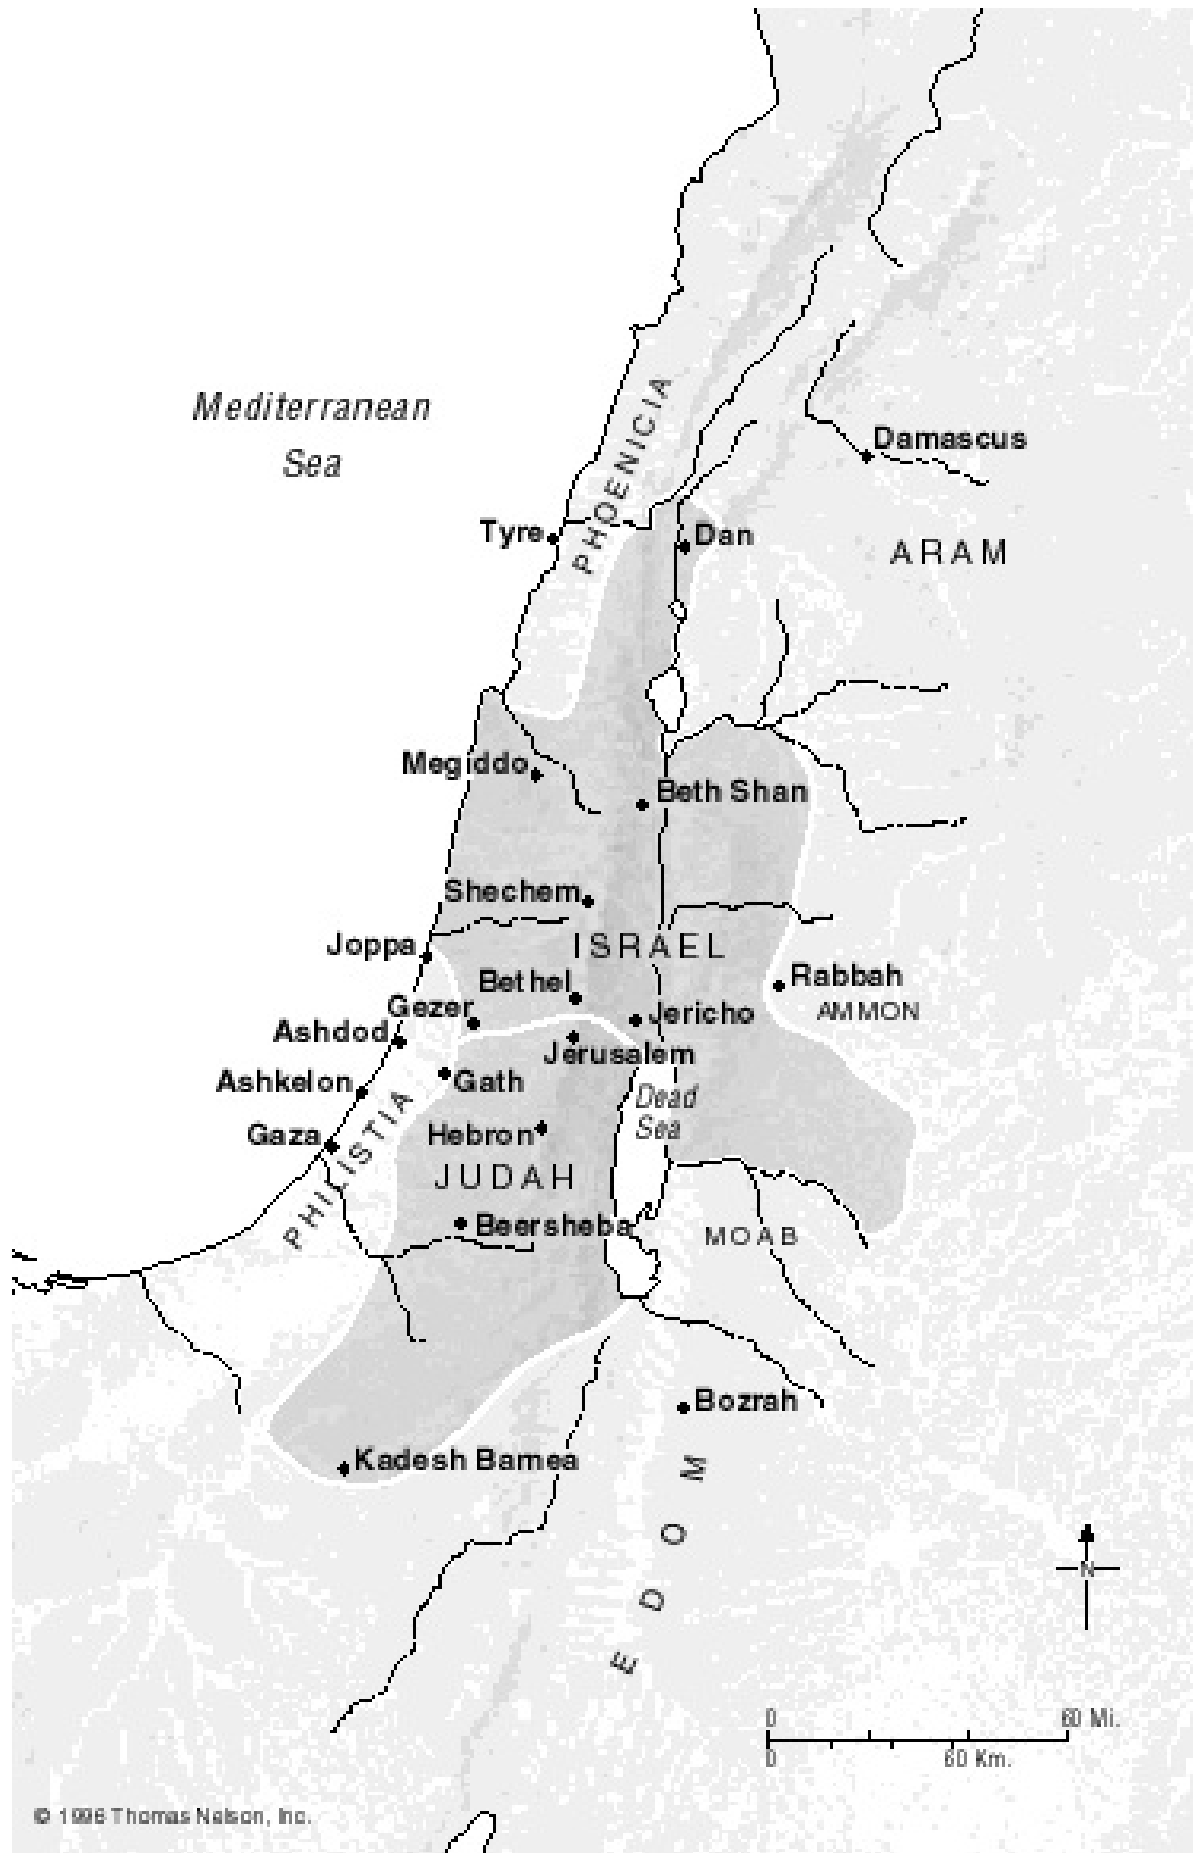 PHOENICIA
Mediterranean
Sea
Damascus
Tyre
Dan
ARAM
Megiddo
Beth Shan
Shechem
Joppa
ISRAEL
Bethel
Rabbah
Gezer
Jericho
AMMON
Ashdod
Jerusalem
Ashkelon
Gath
Dead
Sea
Gaza
Hebron
PHILISTIA
JUDAH
Beersheba
MOAB
Bozrah
Kadesh Barnea
EDOM
N
0 60 Mi.
0 60 Km.
© 1996 Thomas Nelson, Inc.